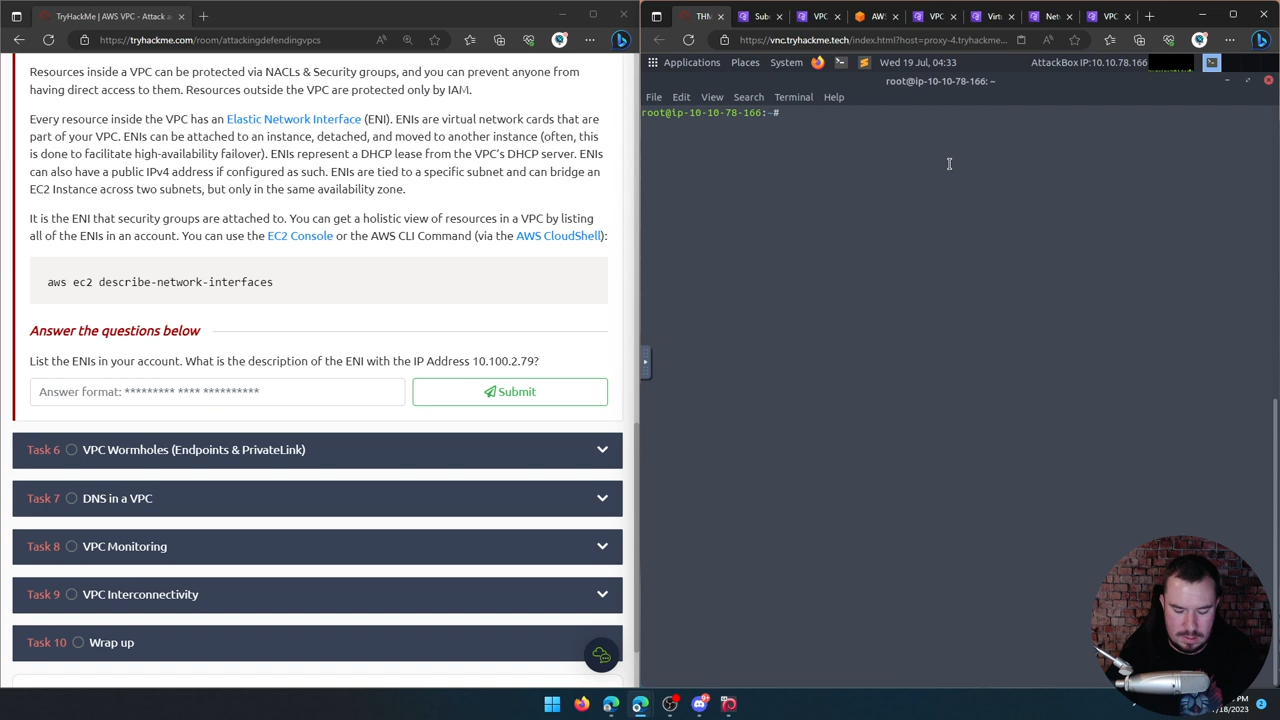 TryHackMe | AWS VPC - Attack a
https://tryhackme.com/room/attackingdefendingvpcs
Resources inside a VPC can be protected via NACLs & Security groups, and you can prevent anyone from
having direct access to them. Resources outside the VPC are protected only by IAM.
Every resource inside the VPC has an Elastic Network Interface (ENI). ENIs are virtual network cards that are
part of your VPC. ENIs can be attached to an instance, detached, and moved to another instance (often, this
is done to facilitate high-availability failover). ENIs represent a DHCP lease from the VPC's DHCP server. ENIs
can also have a public IPv4 address if configured as such. ENIs are tied to a specific subnet and can bridge an
EC2 Instance across two subnets, but only in the same availability zone.
It is the ENI that security groups are attached to. You can get a holistic view of resources in a VPC by listing
all of the ENIs in an account. You can use the EC2 Console or the AWS CLI Command (via the AWS CloudShell):
aws ec2 describe-network-interfaces
Answer the questions below
List the ENIs in your account. What is the description of the ENI with the IP Address 10.100.2.79?
Answer format: ********* **** **********
Submit
Task 6 VPC Wormholes (Endpoints & PrivateLink)
Task 7 DNS in a VPC
Task 8 VPC Monitoring
Task 9 VPC Interconnectivity
Task 10 Wrap up
THM
Sub
VPC
AWS
VPC
Virtu
Net
VPC
https://vnc.tryhackme.tech/index.html?host=proxy-4.tryhackme...
Applications Places System Wed 19 Jul, 04:33 AttackBox IP:10.10.78.166
root@ip-10-10-78-166: ~
File Edit View Search Terminal Help
root@ip-10-10-78-166:~#